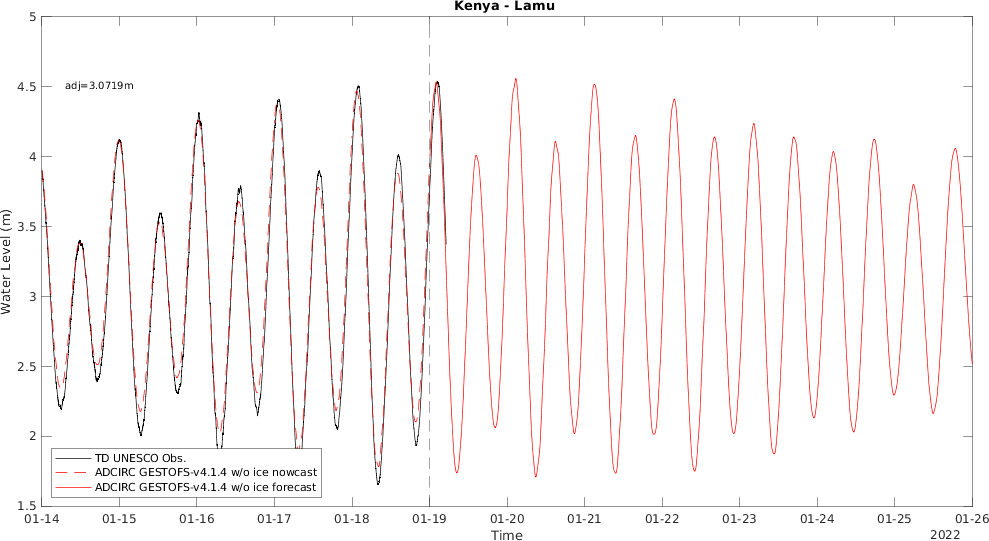 Kenya - Lamu
5
4.5
4
3.5
3
2.5
2
1.5
Water Level (m)
adj=3.0719m
TD UNESCO Obs.
ADCIRC GESTOFS-v4.1.4 w/o ice nowcast
ADCIRC GESTOFS-v4.1.4 w/o ice forecast
01-14 01-15 01-16 01-17 01-18 01-19 01-20 01-21 01-22 01-23 01-24 01-25 01-26
Time
2022